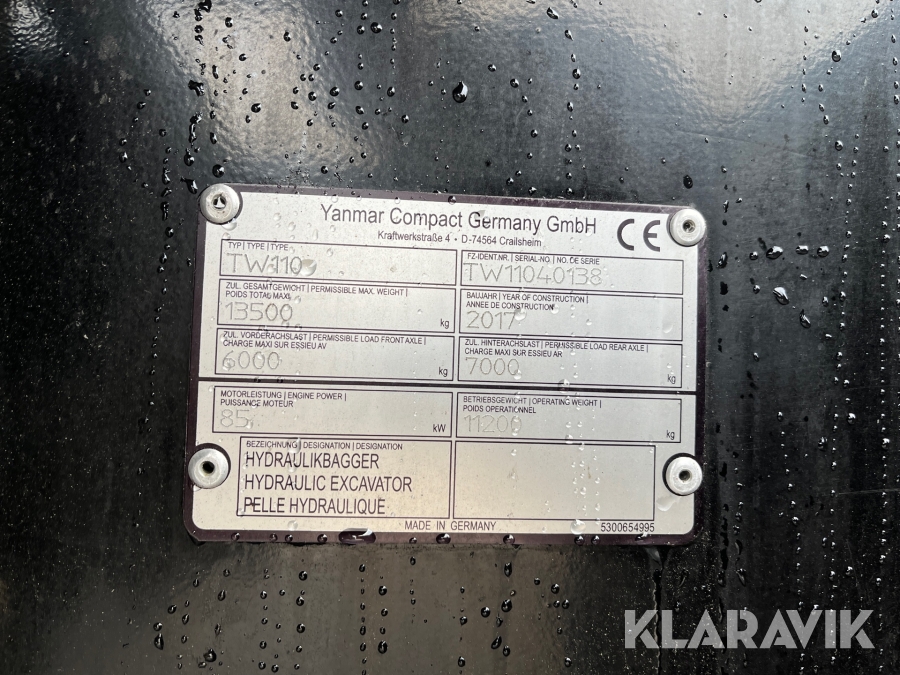 Yanmar Compact Germany GmbH
Kraftwerkstraße 4 • D-74564 Crailsheim
CE
TYP | TYPE | TYPE
TW110
FZ-IDENT.NR. | SERIAL-NO. | NO. DE SERIE
TW11040138
ZUL. GESAMTGEWICHT | PERMISSIBLE MAX. WEIGHT |
POIDS TOTAL MAXI
13500
kg
BAUJAHR | YEAR OF CONSTRUCTION |
ANNEE DE CONSTRUCTION
2017
ZUL. VORDERACHSLAST | PERMISSIBLE LOAD FRONT AXLE |
CHARGE MAXI SUR ESSIEU AV
6000
kg
ZUL. HINTERACHSLAST | PERMISSIBLE LOAD REAR AXLE |
CHARGE MAXI SUR ESSIEU AR
7000
kg
MOTORLEISTUNG | ENGINE POWER |
PUISSANCE MOTEUR
85
kW
BETRIEBSGEWICHT | OPERATING WEIGHT |
POIDS OPERATIONNEL
11200
kg
BEZEICHNUNG | DESIGNATION | DESIGNATION
HYDRAULIKBAGGER
HYDRAULIC EXCAVATOR
PELLE HYDRAULIQUE
MADE IN GERMANY
5300654995
KLARAVIK